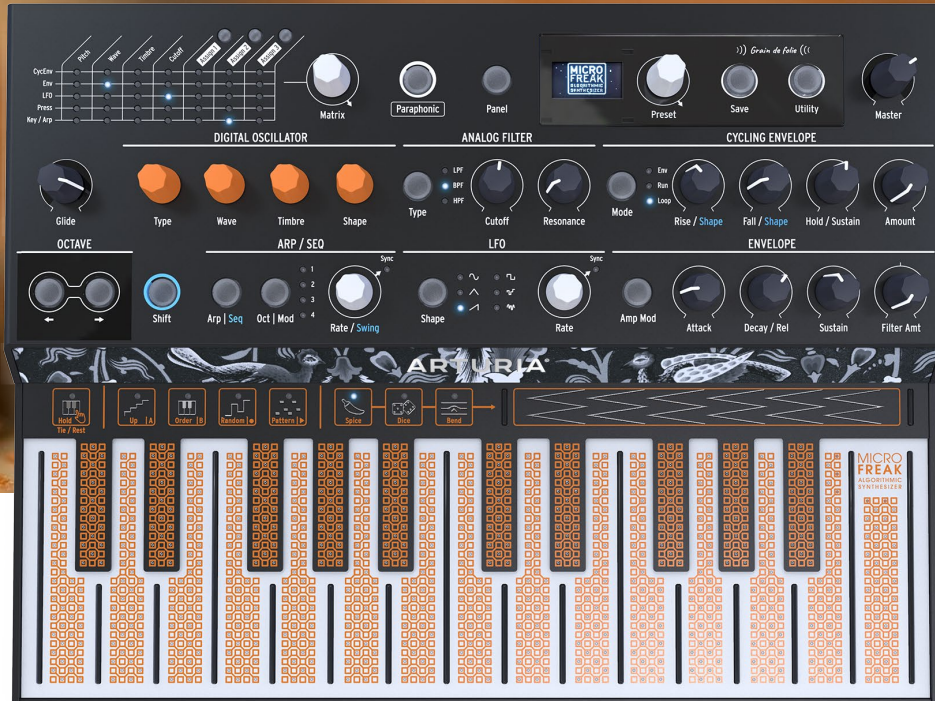 Pitch
Wave
Timbre
Cutoff
Assign 1
Assign 2
Assign 3
CycEnv
Env
LFO
Press
Key / Arp
Matrix
Paraphonic
Panel
MICRO
FREAK
ALGORITHMIC
SYNTHESIZER
))) Grain de folie (((
Preset
Save
Utility
Master
DIGITAL OSCILLATOR
ANALOG FILTER
CYCLING ENVELOPE
Glide
Type
Wave
Timbre
Shape
Type
LPF
BPF
HPF
Cutoff
Resonance
Mode
Env
Run
Loop
Rise / Shape
Fall / Shape
Hold / Sustain
Amount
OCTAVE
ARP / SEQ
LFO
ENVELOPE
Shift
Arp | Seq
Oct | Mod
1
2
3
4
Sync
Rate / Swing
Shape
Sync
Rate
Amp Mod
Attack
Decay / Rel
Sustain
Filter Amt
ARTURIA
Hold
Tie / Rest
Up | A
Order | B
Random
Pattern
Spice
Dice
Bend
MICRO
FREAK
ALGORITHMIC
SYNTHESIZER